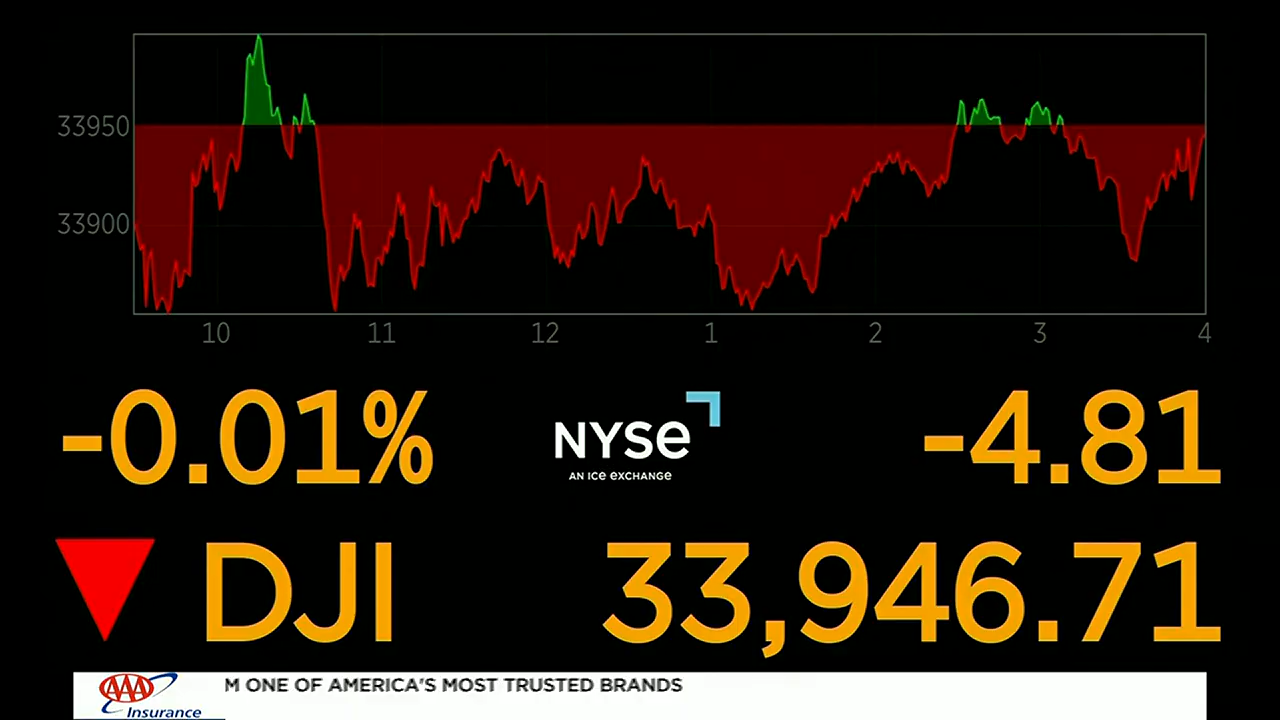 33950
33900
10 11 12 1 2 3 4
-0.01% NYSE -4.81
AN ICE EXCHANGE
DJI 33,946.71
AAA M ONE OF AMERICA'S MOST TRUSTED BRANDS
Insurance